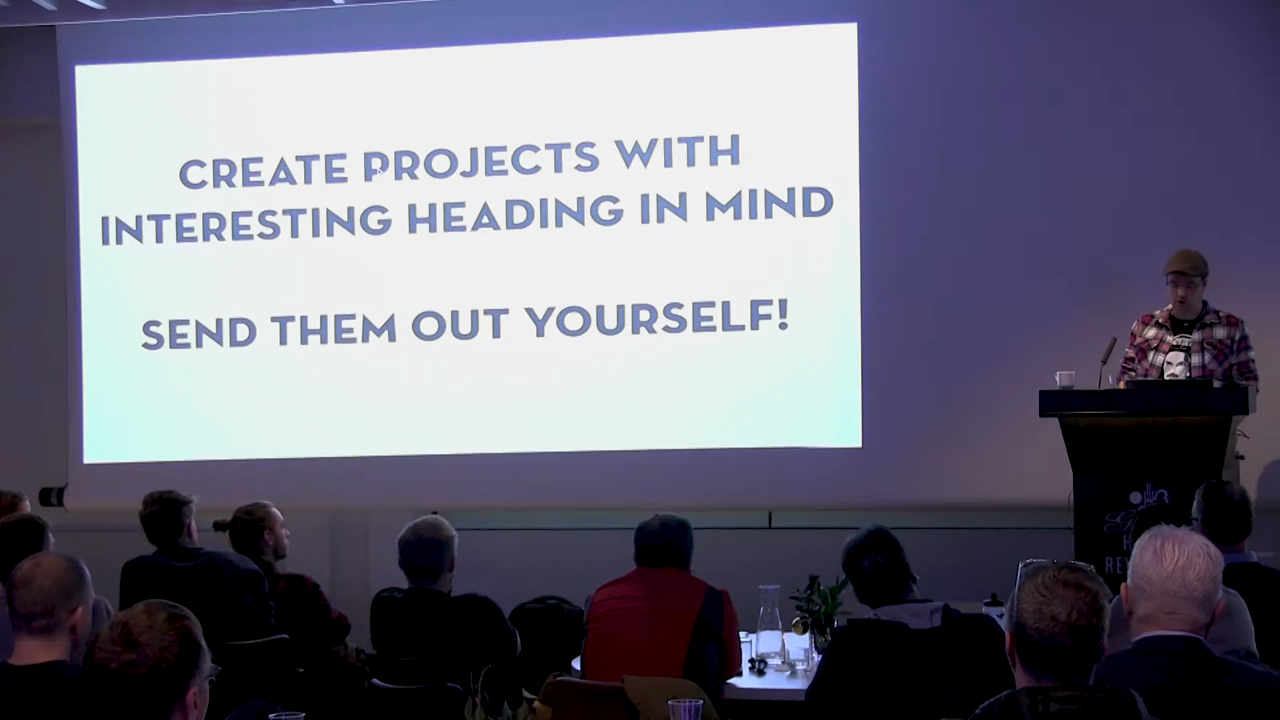 CREATE PROJECTS WITH
INTERESTING HEADING IN MIND
SEND THEM OUT YOURSELF!